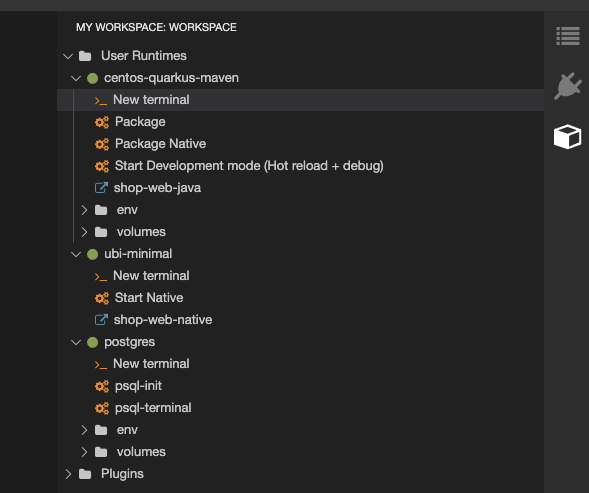 MY WORKSPACE: WORKSPACE
User Runtimes
centos-quarkus-maven
New terminal
Package
Package Native
Start Development mode (Hot reload + debug)
shop-web-java
env
volumes
ubi-minimal
New terminal
Start Native
shop-web-native
postgres
New terminal
psql-init
psql-terminal
env
volumes
Plugins